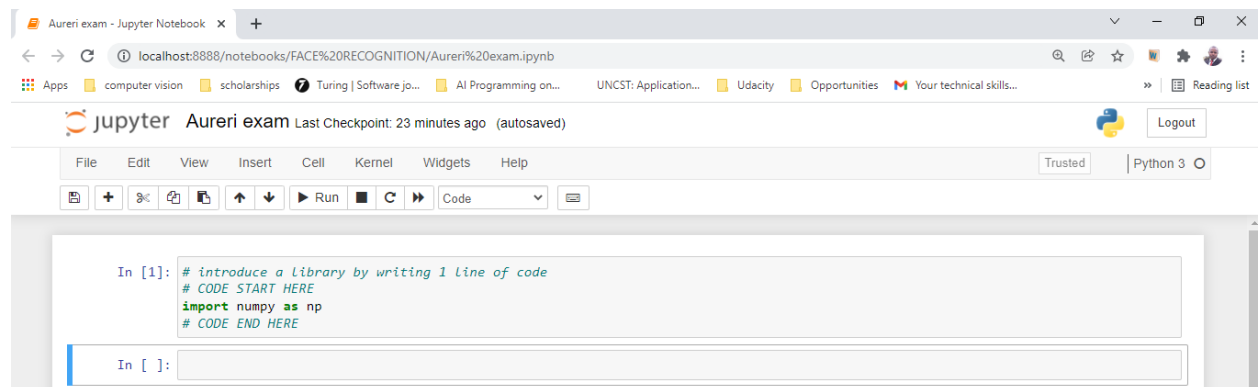 Aureri exam - Jupyter Notebook
localhost:8888/notebooks/FACE%20RECOGNITION/Aureri%20exam.ipynb
Apps computer vision scholarships Turing | Software jo... AI Programming on... UNCST: Application... Udacity Opportunities Your technical skills... » Reading list
jupyter Aureri exam Last Checkpoint: 23 minutes ago (autosaved) Logout
File Edit View Insert Cell Kernel Widgets Help Trusted Python 3
Run Code
In [1]: # introduce a library by writing 1 line of code
# CODE START HERE
import numpy as np
# CODE END HERE
In [ ]: